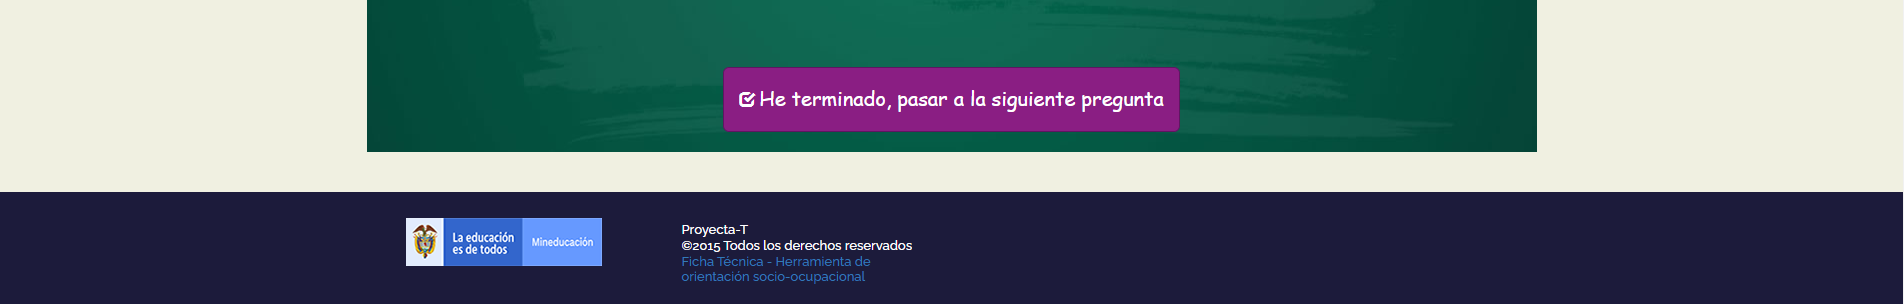 He terminado, pasar a la siguiente pregunta
La educación
es de todos
Mineducación
Proyecta-T
©2015 Todos los derechos reservados
Ficha Técnica - Herramienta de
orientación socio-ocupacional